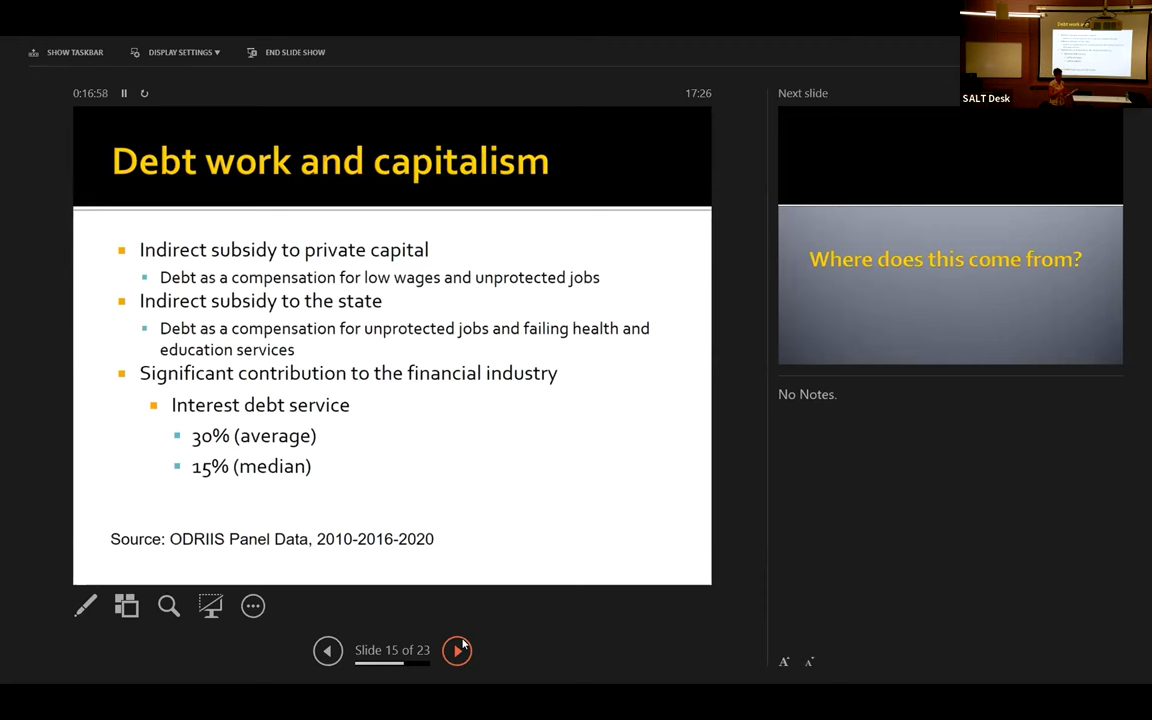 SHOW TASKBAR
DISPLAY SETTINGS
END SLIDE SHOW
0:16:58
17:26
Debt work and capitalism
Indirect subsidy to private capital
Debt as a compensation for low wages and unprotected jobs
Indirect subsidy to the state
Debt as a compensation for unprotected jobs and failing health and
education services
Significant contribution to the financial industry
Interest debt service
30% (average)
15% (median)
Source: ODRIIS Panel Data, 2010-2016-2020
Slide 15 of 23
Next slide
Where does this come from?
No Notes.
A
A
Debt work
SALT Desk